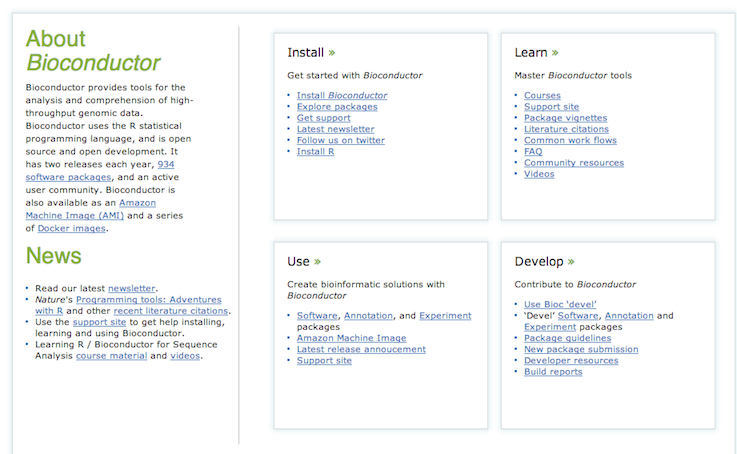 About
Bioconductor
Bioconductor provides tools for the
analysis and comprehension of high-
throughput genomic data.
Bioconductor uses the R statistical
programming language, and is open
source and open development. It
has two releases each year, 934
software packages, and an active
user community. Bioconductor is
also available as an Amazon
Machine Image (AMI) and a series
of Docker images.
News
• Read our latest newsletter.
• Nature's Programming tools: Adventures
with R and other recent literature citations.
• Use the support site to get help installing,
learning and using Bioconductor.
• Learning R / Bioconductor for Sequence
Analysis course material and videos.
Install »
Get started with Bioconductor
• Install Bioconductor
• Explore packages
• Get support
• Latest newsletter
• Follow us on twitter
• Install R
Learn »
Master Bioconductor tools
• Courses
• Support site
• Package vignettes
• Literature citations
• Common work flows
• FAQ
• Community resources
• Videos
Use »
Create bioinformatic solutions with
Bioconductor
• Software, Annotation, and Experiment
packages
• Amazon Machine Image
• Latest release annoucement
• Support site
Develop »
Contribute to Bioconductor
• Use Bioc ‘devel’
• ‘Devel’ Software, Annotation and
Experiment packages
• Package guidelines
• New package submission
• Developer resources
• Build reports